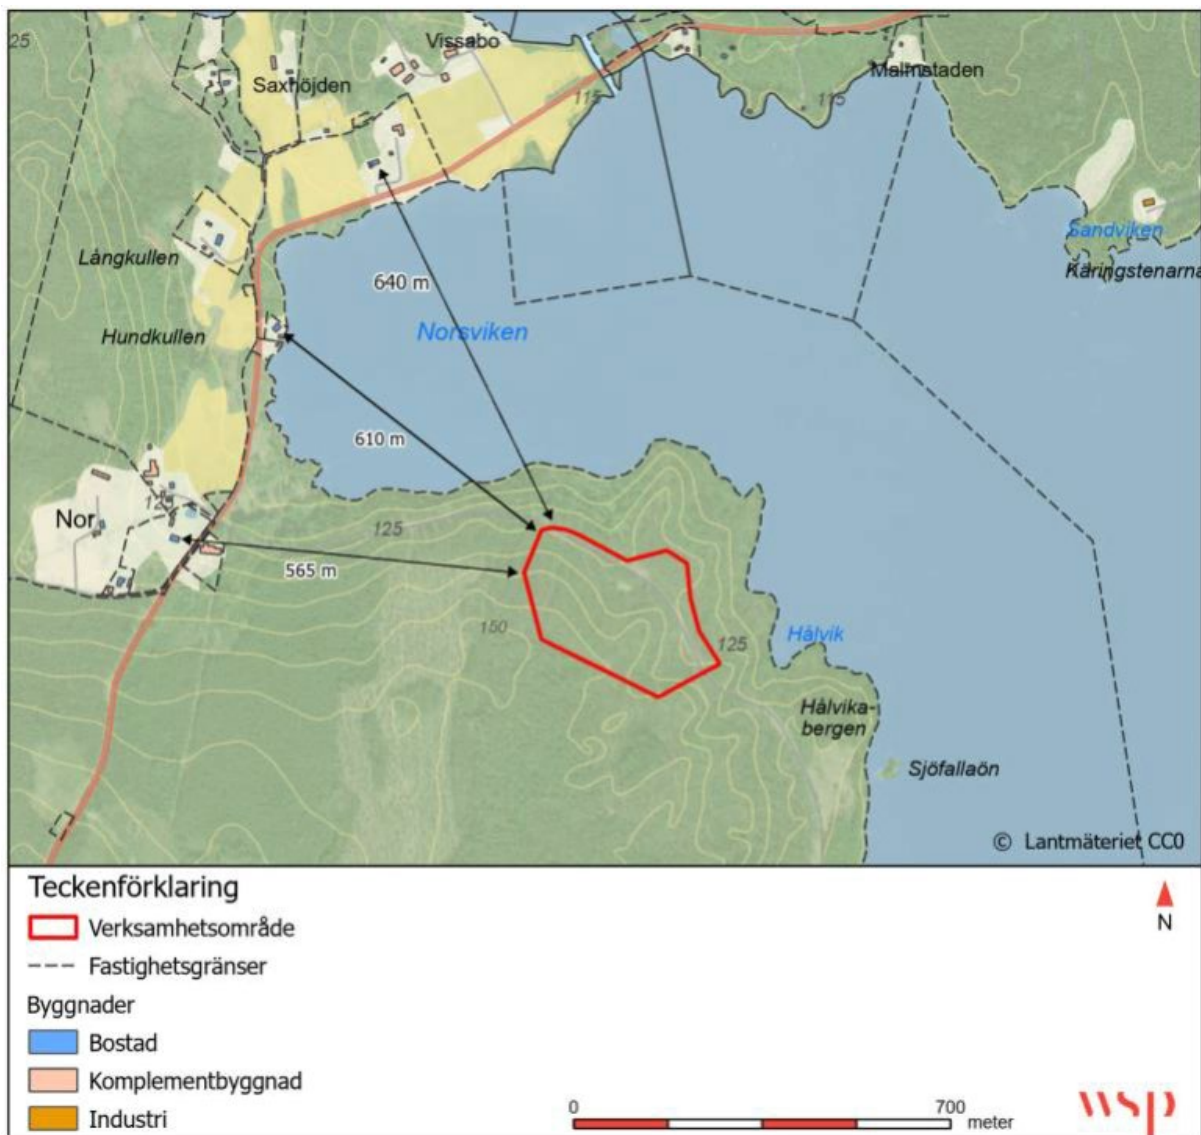 25
Vissabo
Saxhöjden
Malmstaden
115
115
Sandviken
Käringstenarna
Långkullen
640 m
Norsviken
Hundkullen
610 m
Nor
125
125
565 m
150
Hålvik
125
Hålvika-
bergen
Sjöfallaön
© Lantmäteriet CC0
Teckenförklaring
Verksamhetsområde
Fastighetsgränser
Byggnader
Bostad
Komplementbyggnad
Industri
N
0 700
meter
wsp